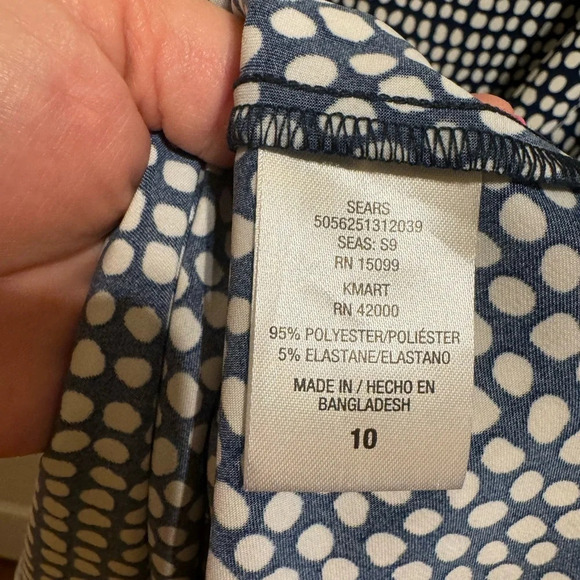 SEARS
5056251312039
SEAS: S9
RN 15099
KMART
RN 42000
95% POLYESTER/POLIÉSTER
5% ELASTANE/ELASTANO
MADE IN / HECHO EN
BANGLADESH
10